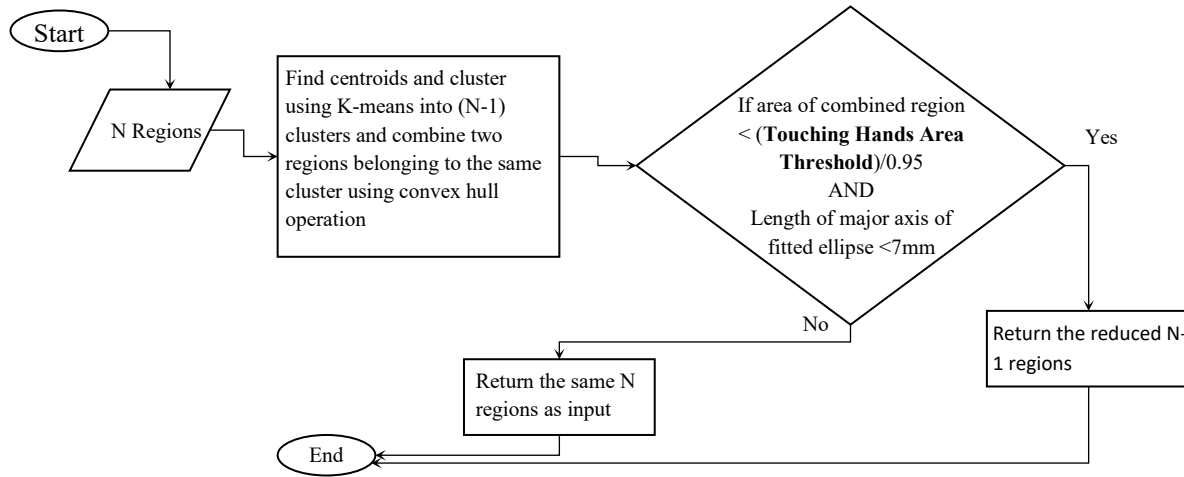 Start
N Regions
Find centroids and cluster
using K-means into (N-1)
clusters and combine two
regions belonging to the same
cluster using convex hull
operation
If area of combined region
< (Touching Hands Area
Threshold)/0.95
AND
Length of major axis of
fitted ellipse <7mm
Yes
No
Return the reduced N-
1 regions
Return the same N
regions as input
End